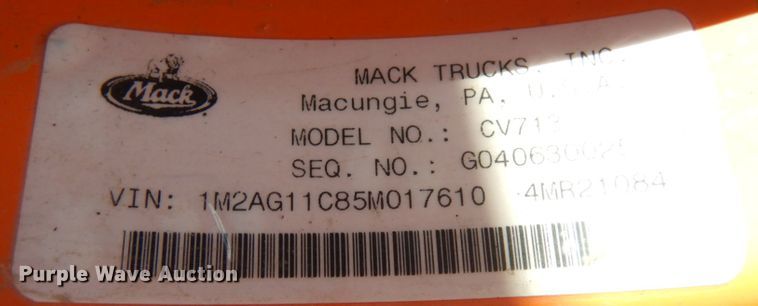 Mack
MACK TRUCKS, INC.
Macungie, PA, U.S.A.
MODEL NO.: CV713
SEQ. NO.:
VIN: 1M2AG11C85M017610 4MR21084
Purple Wave Auction